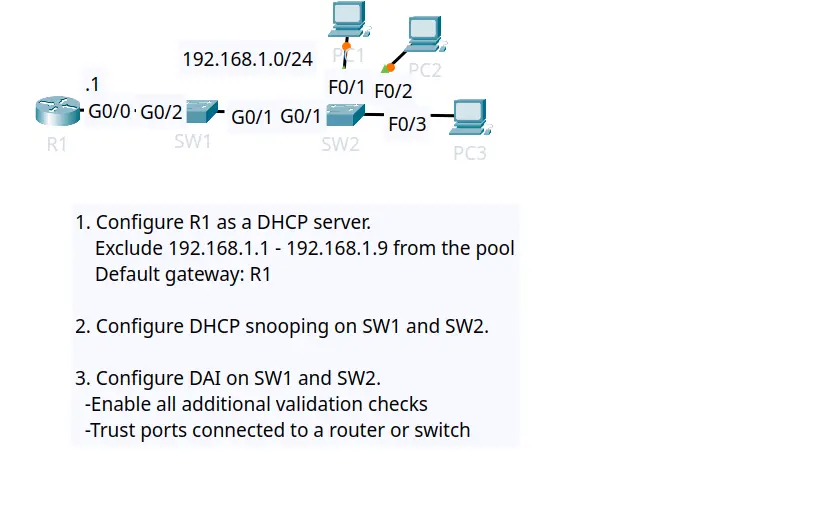 PC1
192.168.1.0/24
PC2
.1
F0/1
F0/2
G0/0
G0/2
G0/1
G0/1
F0/3
R1
SW1
SW2
PC3
1. Configure R1 as a DHCP server.
Exclude 192.168.1.1 - 192.168.1.9 from the pool
Default gateway: R1
2. Configure DHCP snooping on SW1 and SW2.
3. Configure DAI on SW1 and SW2.
-Enable all additional validation checks
-Trust ports connected to a router or switch